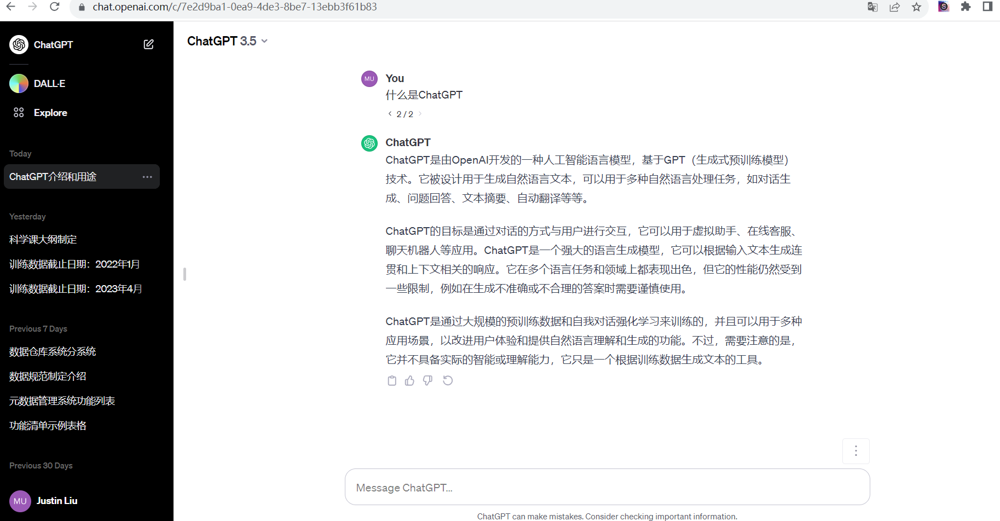 chat.openai.com/c/7e2d9ba1-0ea9-4de3-8be7-13ebb3f61b83
ChatGPT
DALL·E
Explore
Today
ChatGPT介绍和用途
Yesterday
科学课大纲制定
训练数据截止日期：2022年1月
训练数据截止日期：2023年4月
Previous 7 Days
数据仓库系统分系统
数据规范制定介绍
元数据管理系统功能列表
功能清单示例表格
Previous 30 Days
MU
Justin Liu
ChatGPT 3.5
MU
You
什么是ChatGPT
2 / 2
ChatGPT
ChatGPT是由OpenAI开发的一种人工智能语言模型，基于GPT（生成式预训练模型）
技术。它被设计用于生成自然语言文本，可以用于多种自然语言处理任务，如对话生
成、问题回答、文本摘要、自动翻译等等。
ChatGPT的目标是通过对话的方式与用户进行交互，它可以用于虚拟助手、在线客服、
聊天机器人等应用。ChatGPT是一个强大的语言生成模型，它可以根据输入文本生成连
贯和上下文相关的响应。它在多个语言任务和领域上都表现出色，但它的性能仍然受到
一些限制，例如在生成不准确或不合理的答案时需要谨慎使用。
ChatGPT是通过大规模的预训练数据和自我对话强化学习来训练的，并且可以用于多种
应用场景，以改进用户体验和提供自然语言理解和生成的功能。不过，需要注意的是，
它并不具备实际的智能或理解能力，它只是一个根据训练数据生成文本的工具。
Message ChatGPT...
ChatGPT can make mistakes. Consider checking important information.